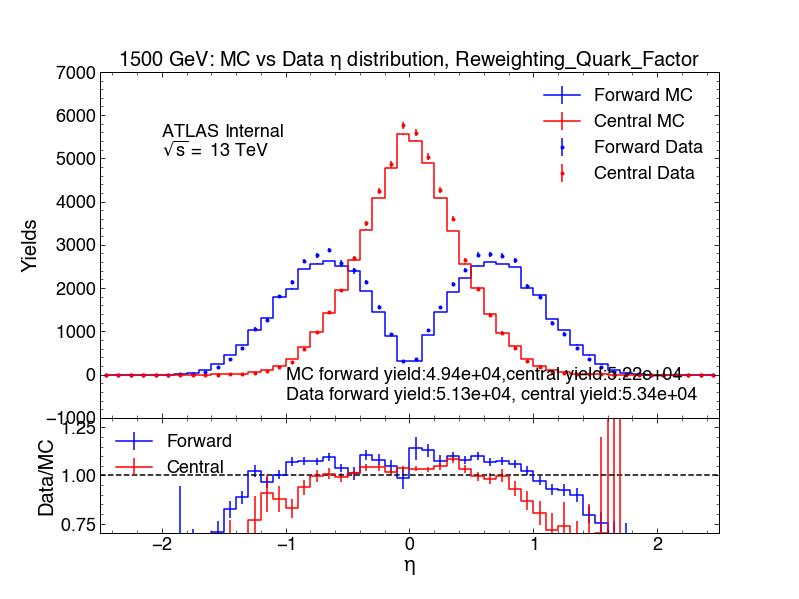 1500 GeV: MC vs Data η distribution, Reweighting_Quark_Factor
7000
6000
5000
4000
3000
2000
1000
0
−1000
Yields
ATLAS Internal
√s = 13 TeV
Forward MC
Central MC
Forward Data
Central Data
MC forward yield:4.94e+04,central yield:5.22e+04
Data forward yield:5.13e+04, central yield:5.34e+04
1.25
1.00
0.75
Data/MC
Forward
Central
−2
−1
0
1
2
η